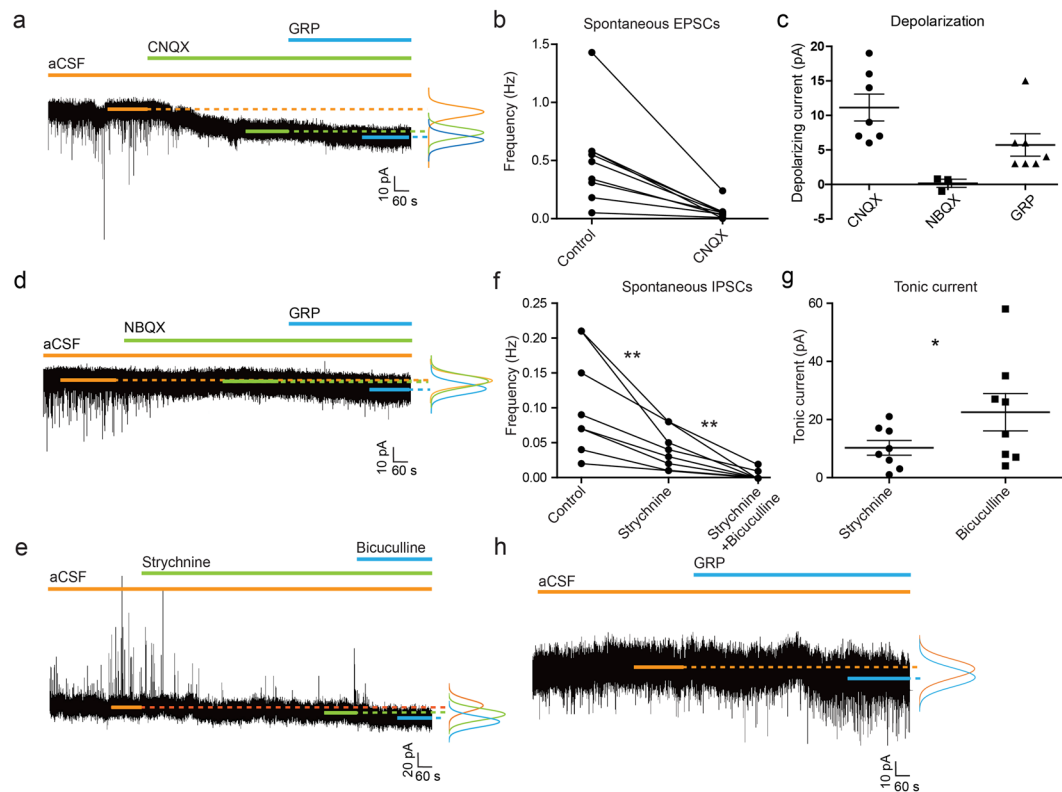 a
GRP
CNQX
aCSF
10 pA
60 s
b
Spontaneous EPSCs
1.5
1.0
0.5
0.0
Frequency (Hz)
Control
CNQX
c
Depolarization
20
15
10
5
0
-5
Depolarizing current (pA)
CNQX
NBQX
GRP
d
GRP
NBQX
aCSF
10 pA
60 s
f
Spontaneous IPSCs
0.25
0.20
0.15
0.10
0.05
0.00
Frequency (Hz)
**
**
Control
Strychnine
Strychnine
+Bicuculline
g
Tonic current
60
40
20
0
Tonic current (pA)
*
Strychnine
Bicuculline
e
Bicuculline
Strychnine
aCSF
20 pA
60 s
h
GRP
aCSF
10 pA
60 s